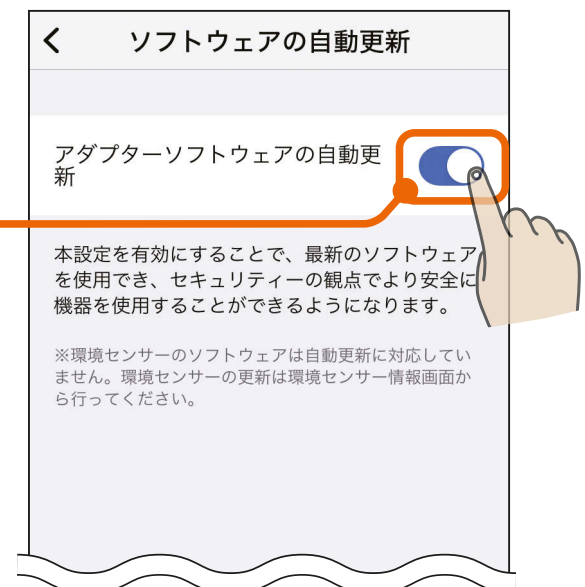 ソフトウェアの自動更新
アダプターソフトウェアの自動更
新
本設定を有効にすることで、最新のソフトウェア
を使用でき、セキュリティーの観点でより安全に
機器を使用することができるようになります。
※環境センサーのソフトウェアは自動更新に対応してい
ません。環境センサーの更新は環境センサー情報画面か
ら行ってください。